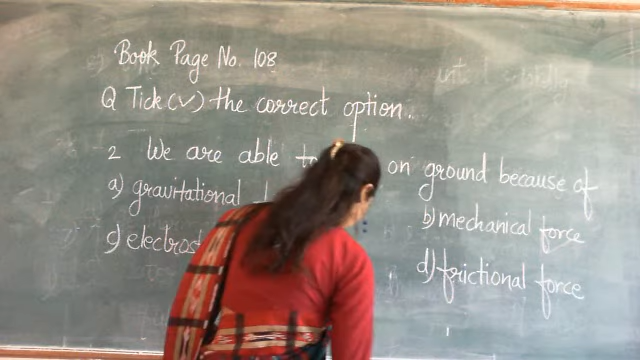 Book Page No. 108
Q Tick (✓) the correct option.
2 We are able on ground because of
a) gravitational
b) mechanical force
c)
d) frictional force